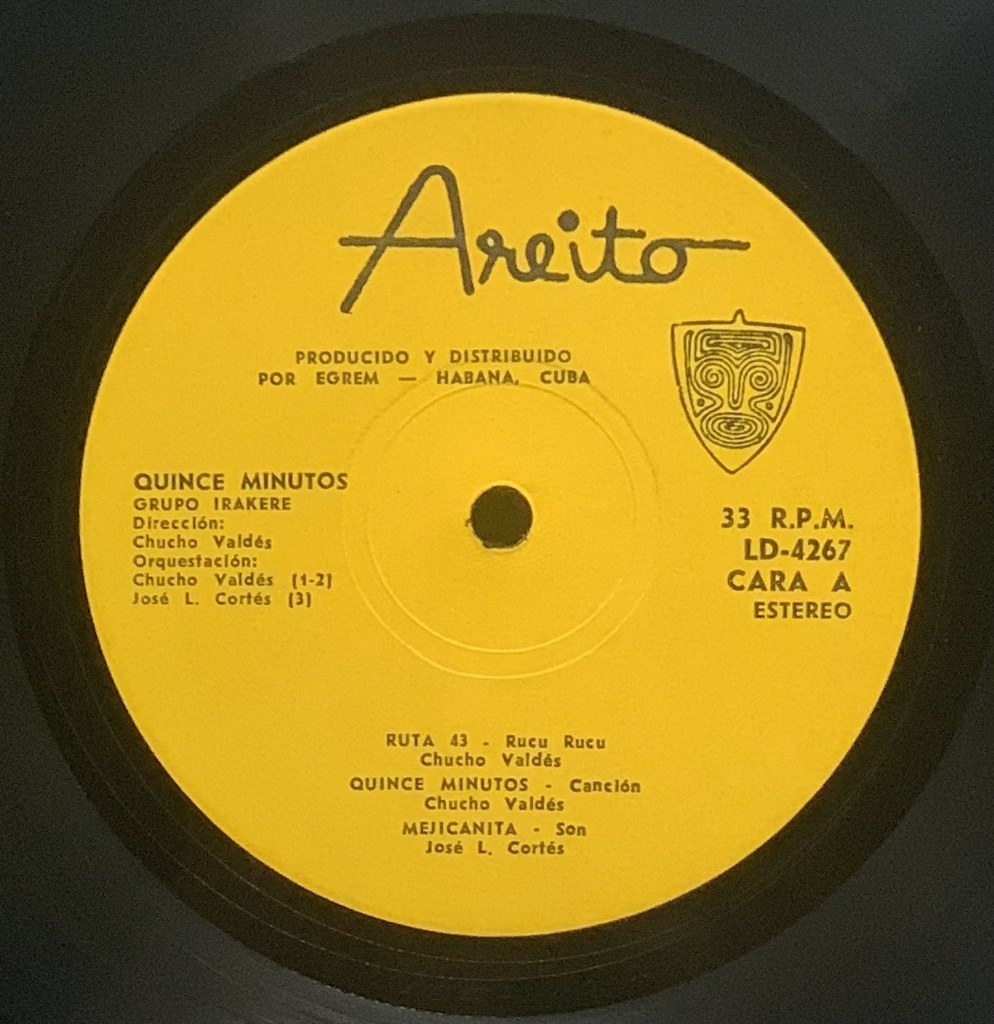 Areito
PRODUCIDO Y DISTRIBUIDO
POR EGREM — HABANA, CUBA
QUINCE MINUTOS
GRUPO IRAKERE
Dirección:
Chucho Valdés
Orquestación:
Chucho Valdés (1-2)
José L. Cortés (3)
33 R.P.M.
LD-4267
CARA A
ESTEREO
RUTA 43 - Rucu Rucu
Chucho Valdés
QUINCE MINUTOS - Canción
Chucho Valdés
MEJICANITA - Son
José L. Cortés